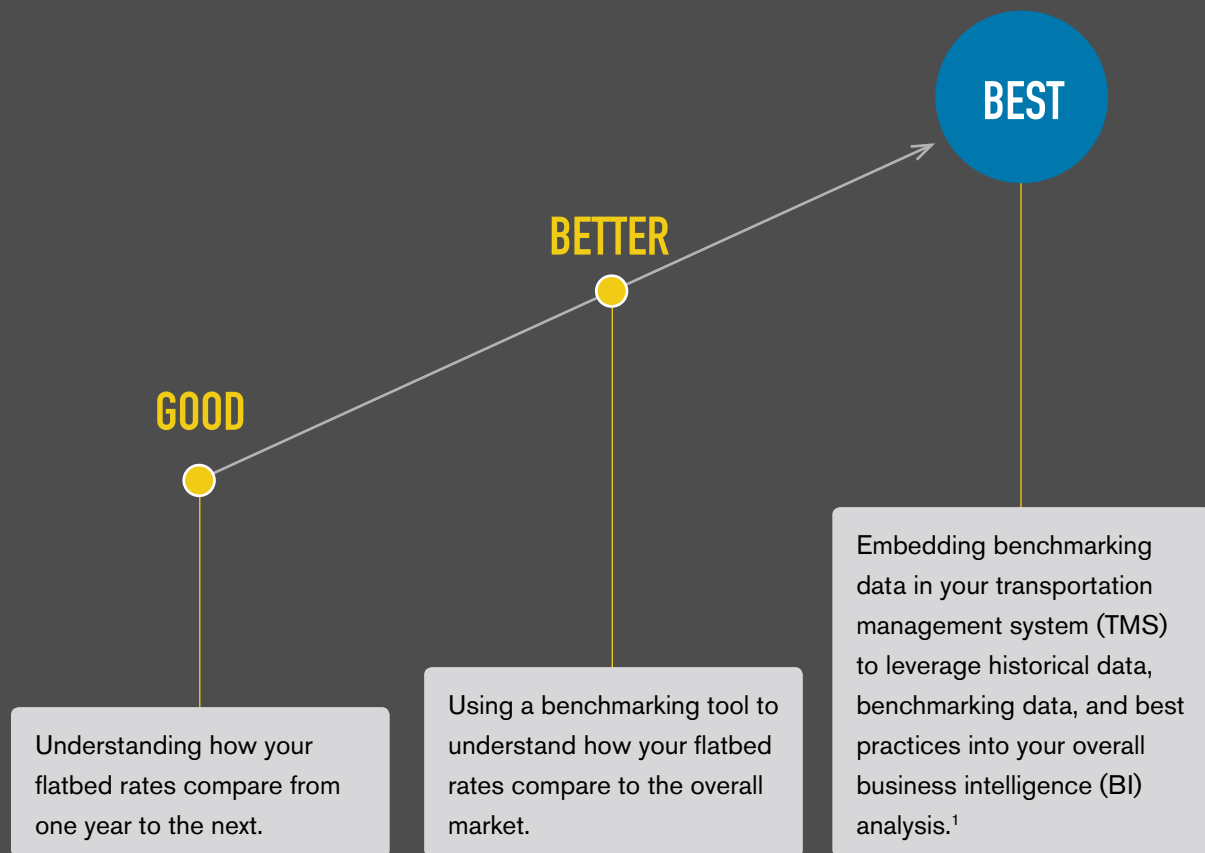 BEST
BETTER
GOOD
Understanding how your
flatbed rates compare from
one year to the next.
Using a benchmarking tool to
understand how your flatbed
rates compare to the overall
market.
Embedding benchmarking
data in your transportation
management system (TMS)
to leverage historical data,
benchmarking data, and best
practices into your overall
business intelligence (BI)
analysis.¹